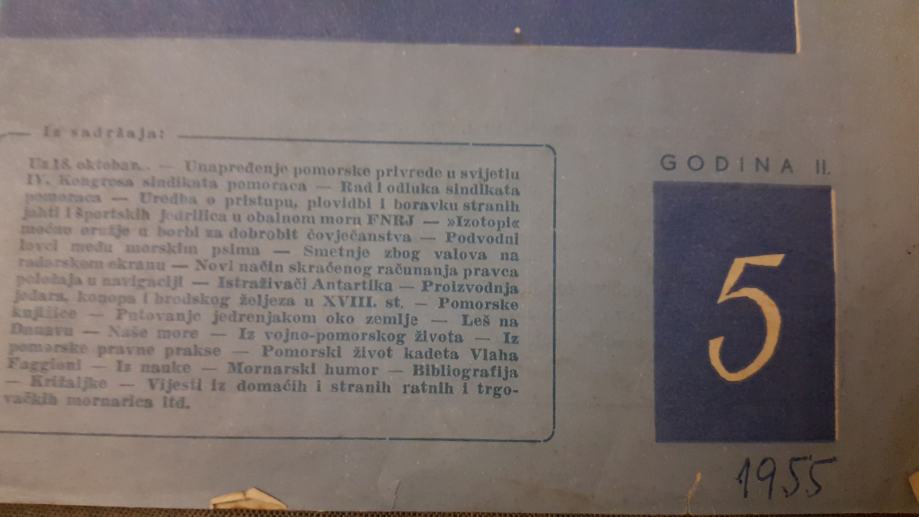 Iz sadržaja:
Uz 18. oktobar. . — Unapređenje pomorske privrede u svijetlu
IV. Kongresa sindikata pomoraca — Rad i odluka sindikata
pomoraca — Uredba o pristupu, plovidbi i boravku stranih
jahti i športskih jedrilica u obalnom moru FNRJ — »Izotopi«
moćno oružje u borbi za dobrobit čovječanstva — Podvodni
lovci među morskim psima — Smetnje zbog valova na
radarskom ekranu — Novi način skraćenog računanja pravca
položaja u navigaciji — Istraživači Antartika — Proizvodnja
jedara, konopa i brodskog željeza u XVIII. st. — Pomorske
knjižice — Putovanje jedrenjakom oko zemlje — Leš na
Dunavu — Naše more — Iz vojno-pomorskog života — Iz
pomorske pravne prakse — Pomorski život kadeta Vlaha
Faggioni — Iz nauke — Mornarski humor — Bibliografija
— Križaljke — Vijesti iz domaćih i stranih ratnih i trgo-
vačkih mornarica itd.
GODINA II.
5
1955